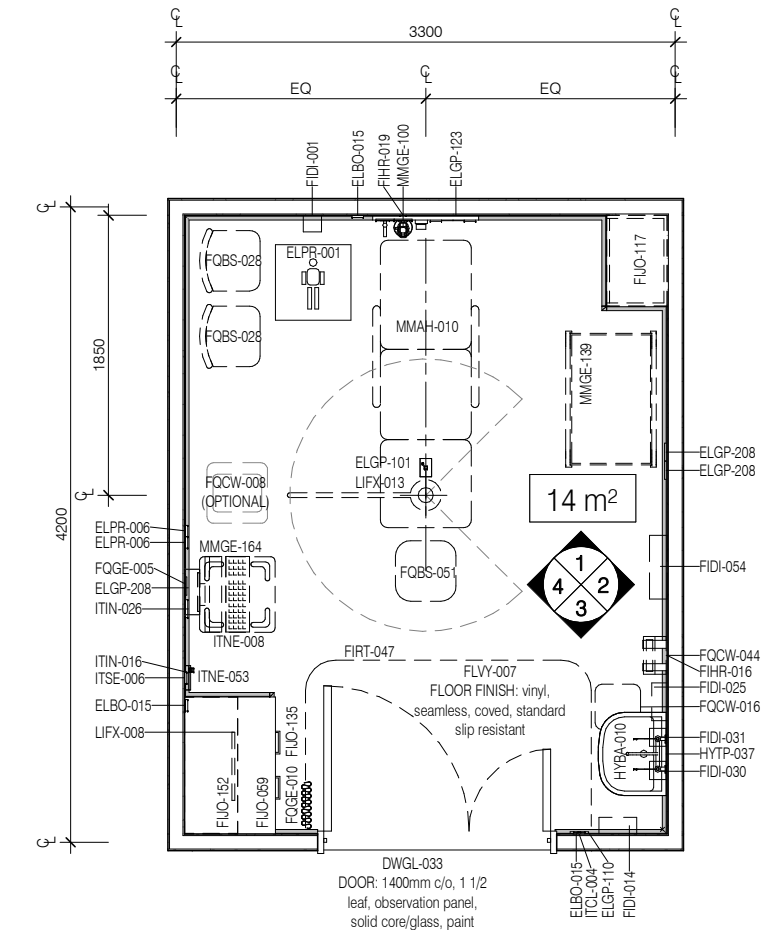 3300
EQ
EQ
FIDI-001
ELBO-015
FIHR-019
MMGE-100
ELGP-123
ELPR-001
FQBS-028
FQBS-028
FIJO-117
MMAH-010
MMGE-139
1850
4200
ELGP-101
LIFX-013
FQCW-008
(OPTIONAL)
14 m²
ELGP-208
ELGP-208
ELPR-006
ELPR-006
MMGE-164
FQGE-005
ELGP-208
ITIN-026
FQBS-051
1
4
2
3
FIDI-054
ITNE-008
FIRT-047
ITIN-016
ITNE-053
ITSE-006
FLVY-007
FLOOR FINISH: vinyl,
seamless, coved, standard
slip resistant
FQCW-044
FIHR-016
FIDI-025
FQCW-016
ELBO-015
LIFX-008
FIJO-135
HYBA-010
FIDI-031
HYTP-037
FIDI-030
FIJO-152
FIJO-059
FQGE-010
DWGL-033
DOOR: 1400mm c/o, 1 1/2
leaf, observation panel,
solid core/glass, paint
ELBO-015
ITCL-004
ELGP-110
FIDI-014